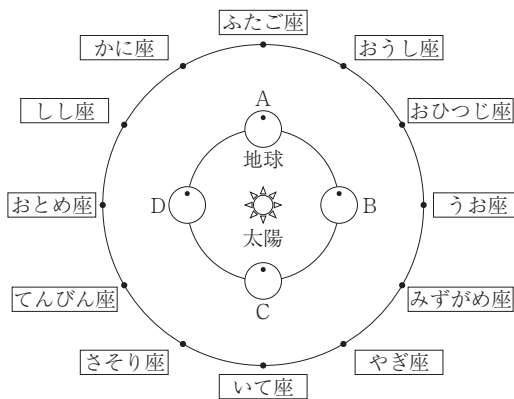 ふたご座
かに座
おうし座
しし座
A
おひつじ座
地球
おとめ座
D
B
うお座
太陽
てんびん座
C
みずがめ座
さそり座
いて座
やぎ座